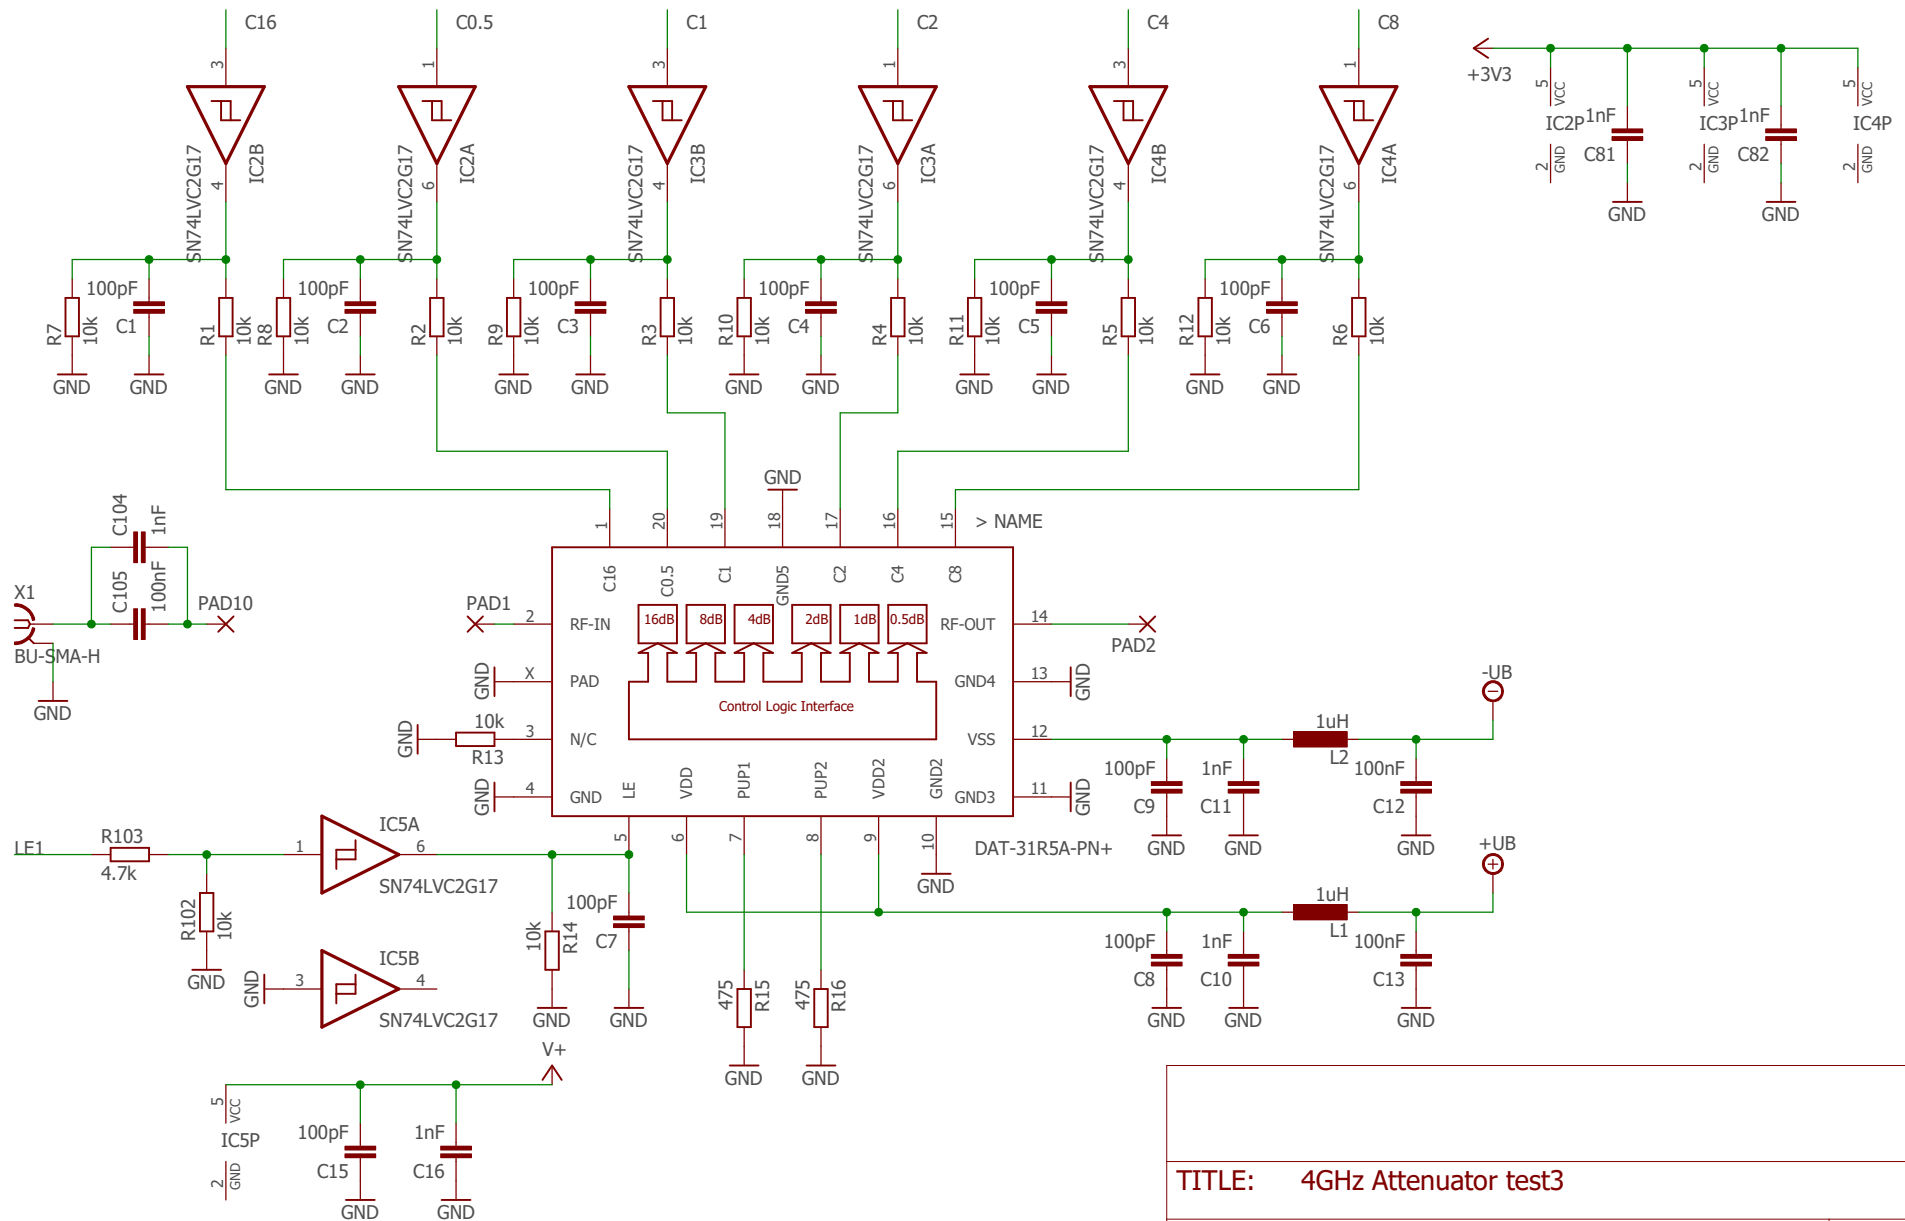 C16
C0.5
C1
C2
C4
C8
3
1
3
1
3
1
SN74LVC2G17
IC2B
SN74LVC2G17
IC2A
SN74LVC2G17
IC3B
SN74LVC2G17
IC3A
SN74LVC2G17
IC4B
SN74LVC2G17
IC4A
4
6
4
6
4
6
+3V3
5
VCC
IC2P
2
GND
1nF
C81
GND
5
VCC
IC3P
2
GND
1nF
C82
GND
5
VCC
IC4P
2
GND
R7
10k
GND
100pF
C1
GND
R1
10k
R8
10k
GND
100pF
C2
GND
R2
10k
R9
10k
GND
100pF
C3
GND
R3
10k
R10
10k
GND
100pF
C4
GND
R4
10k
R11
10k
GND
100pF
C5
GND
R5
10k
R12
10k
GND
100pF
C6
GND
R6
10k
GND
1
20
19
18
17
16
15
> NAME
C16
C0.5
C1
GND5
C2
C4
C8
C104
1nF
C105
100nF
X1
BU-SMA-H
GND
PAD10
PAD1
2
RF-IN
16dB
8dB
4dB
2dB
1dB
0.5dB
RF-OUT
14
PAD2
GND
X
PAD
Control Logic Interface
GND4
13
GND
GND
10k
R13
3
N/C
VSS
12
GND
4
GND
LE
VDD
PUP1
PUP2
VDD2
GND2
GND3
11
GND
5
6
7
8
9
10
GND
DAT-31R5A-PN+
-UB
1uH
L2
100pF
C9
GND
1nF
C11
GND
100nF
C12
GND
+UB
1uH
L1
100pF
C8
GND
1nF
C10
GND
100nF
C13
GND
LE1
R103
4.7k
R102
10k
GND
1
IC5A
6
SN74LVC2G17
GND
3
IC5B
4
SN74LVC2G17
10k
R14
GND
100pF
C7
GND
475
R15
GND
475
R16
GND
V+
5
VCC
IC5P
2
GND
100pF
C15
GND
1nF
C16
GND
TITLE: 4GHz Attenuator test3